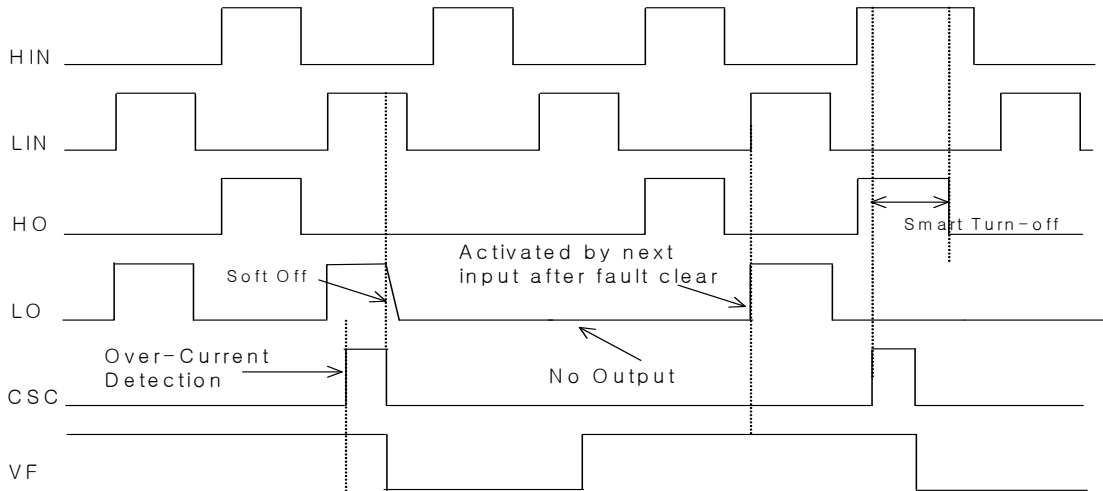 HIN
LIN
HO
Smart Turn-off
Activated by next
input after fault clear
Soft Off
LO
Over-Current
Detection
No Output
CSC
VF